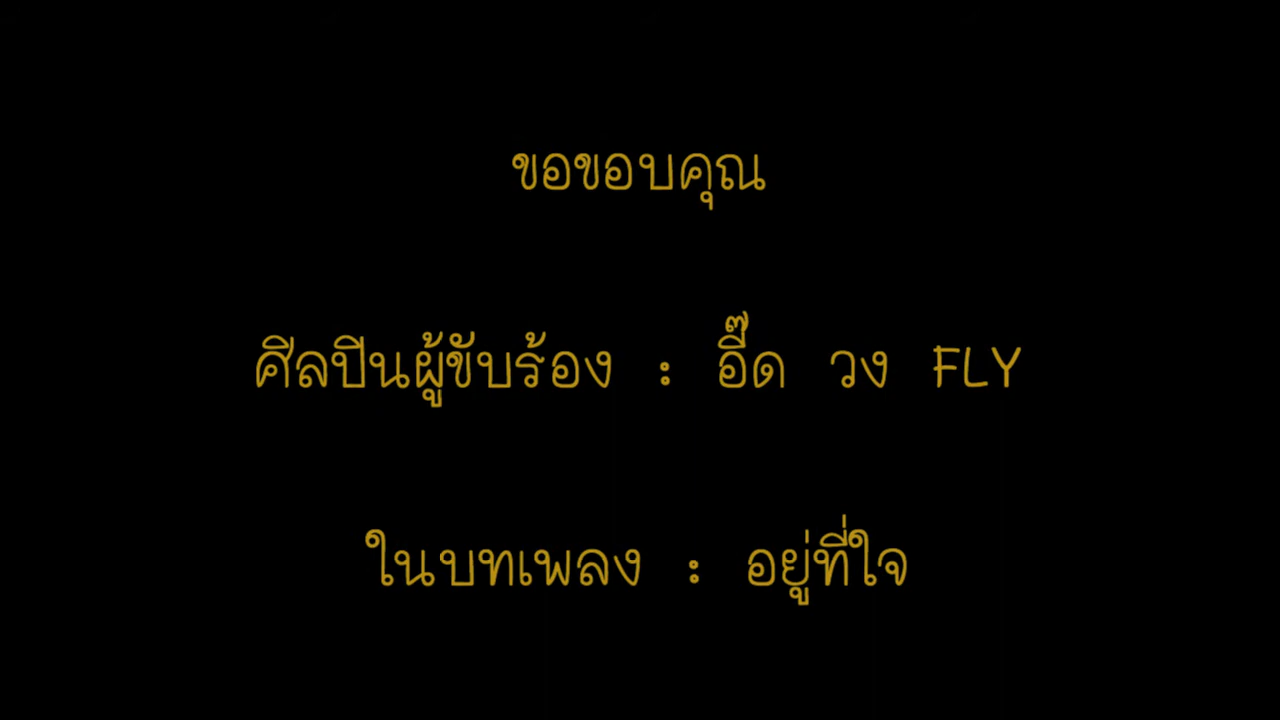 ขอขอบคุณ
ศิลปินผู้ขับร้อง : อี๊ด วง FLY
ในบทเพลง : อยู่ที่ใจ